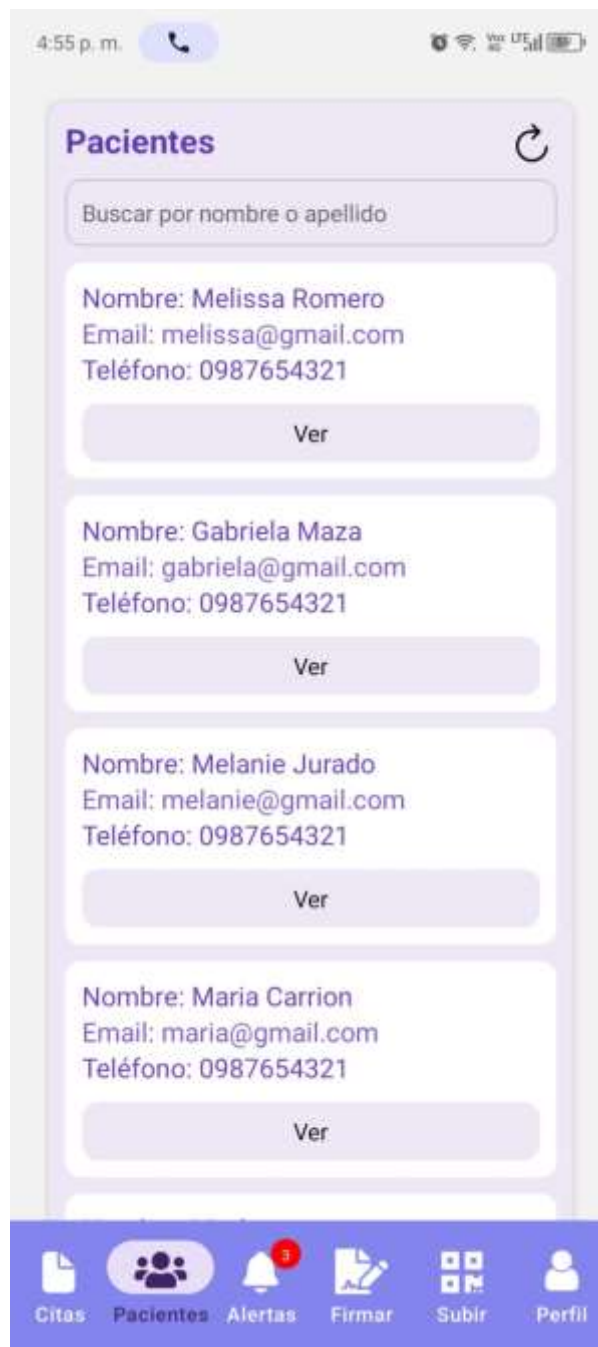 4:55 p. m.
Pacientes
Buscar por nombre o apellido
Nombre: Melissa Romero
Email: melissa@gmail.com
Teléfono: 0987654321
Ver
Nombre: Gabriela Maza
Email: gabriela@gmail.com
Teléfono: 0987654321
Ver
Nombre: Melanie Jurado
Email: melanie@gmail.com
Teléfono: 0987654321
Ver
Nombre: Maria Carrion
Email: maria@gmail.com
Teléfono: 0987654321
Ver
3
Citas Pacientes Alertas Firmar Subir Perfil